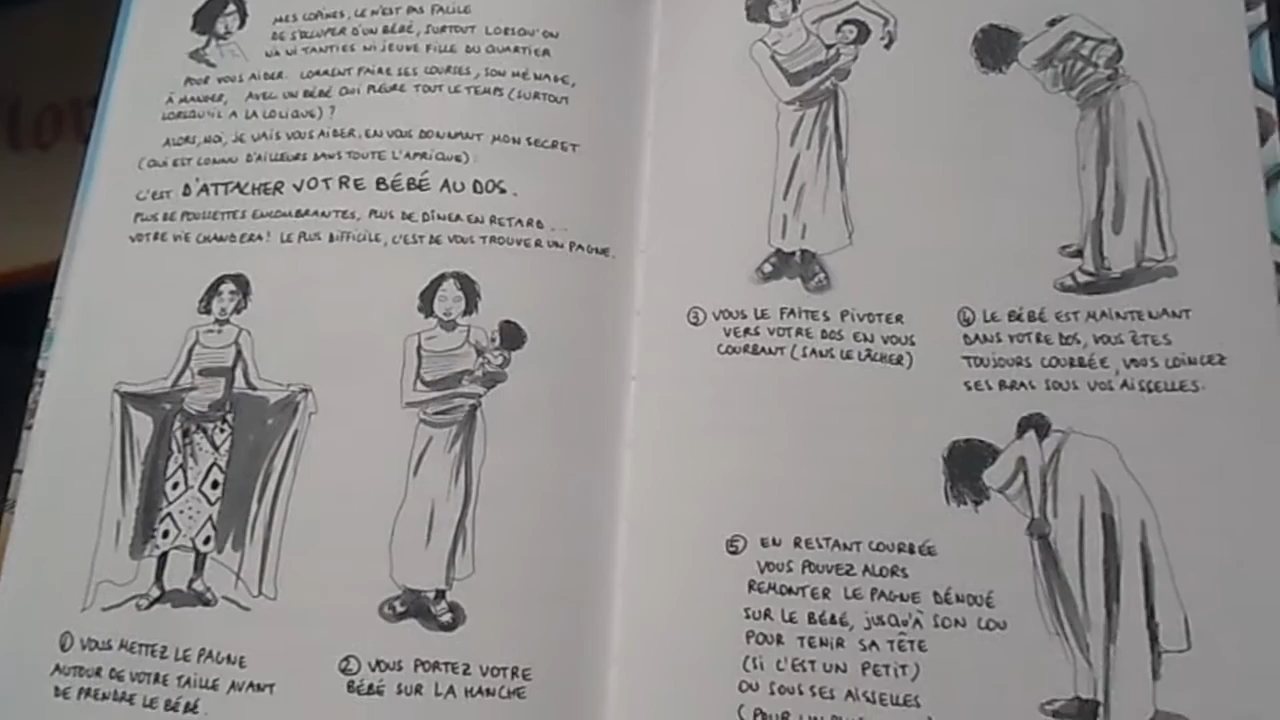 MES COPINES, CE N'EST PAS FACILE
DE S'OCCUPER D'UN BÉBÉ, SURTOUT LORSQU'ON
N'A NI TANTIES NI JEUNE FILLE DU QUARTIER
POUR VOUS AIDER. COMMENT FAIRE SES COURSES, SON MÉNAGE,
À MANGER, AVEC UN BÉBÉ QUI PLEURE TOUT LE TEMPS (SURTOUT
LORSQU'IL A LA COLIQUE) ?
ALORS, MOI, JE VAIS VOUS AIDER, EN VOUS DONNANT MON SECRET
(QUI EST CONNU D'AILLEURS DANS TOUTE L'AFRIQUE) :
C'EST D'ATTACHER VOTRE BÉBÉ AU DOS.
PLUS DE POUSSETTES ENCOMBRANTES, PLUS DE DÎNER EN RETARD...
VOTRE VIE CHANGERA! LE PLUS DIFFICILE, C'EST DE VOUS TROUVER UN PAGNE.
① VOUS METTEZ LE PAGNE
AUTOUR DE VOTRE TAILLE AVANT
DE PRENDRE LE BÉBÉ.
② VOUS PORTEZ VOTRE
BÉBÉ SUR LA HANCHE
③ VOUS LE FAITES PIVOTER
VERS VOTRE DOS EN VOUS
COURBANT (SANS LE LÂCHER)
④ LE BÉBÉ EST MAINTENANT
DANS VOTRE DOS, VOUS ÊTES
TOUJOURS COURBÉE, VOUS COINCEZ
SES BRAS SOUS VOS AISSELLES.
⑤ EN RESTANT COURBÉE
VOUS POUVEZ ALORS
REMONTER LE PAGNE DÉNOUÉ
SUR LE BÉBÉ, JUSQU'À SON COU
POUR TENIR SA TÊTE
(SI C'EST UN PETIT)
OU SOUS SES AISSELLES
(POUR UN